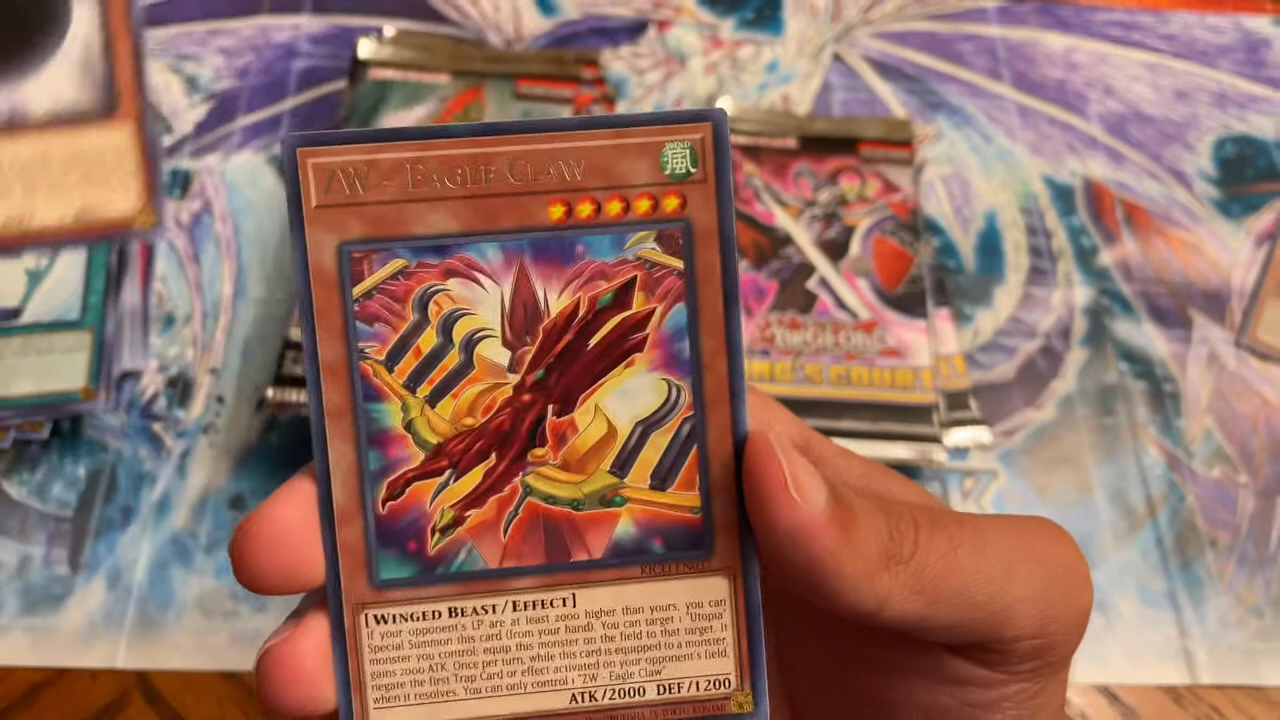 ZW - EAGLE CLAW
WIND
風
[WINGED BEAST/EFFECT]
If your opponent's LP are at least 2000 higher than yours, you can
Special Summon this card (from your hand). You can target 1 "Utopia"
monster you control; equip this monster on the field to that target. It
gains 2000 ATK. Once per turn, while this card is equipped to a monster,
negate the first Trap Card or effect activated on your opponent's field,
when it resolves. You can only control 1 "ZW - Eagle Claw"
ATK/2000 DEF/1200
Yu-Gi-Oh!
KING'S COURT